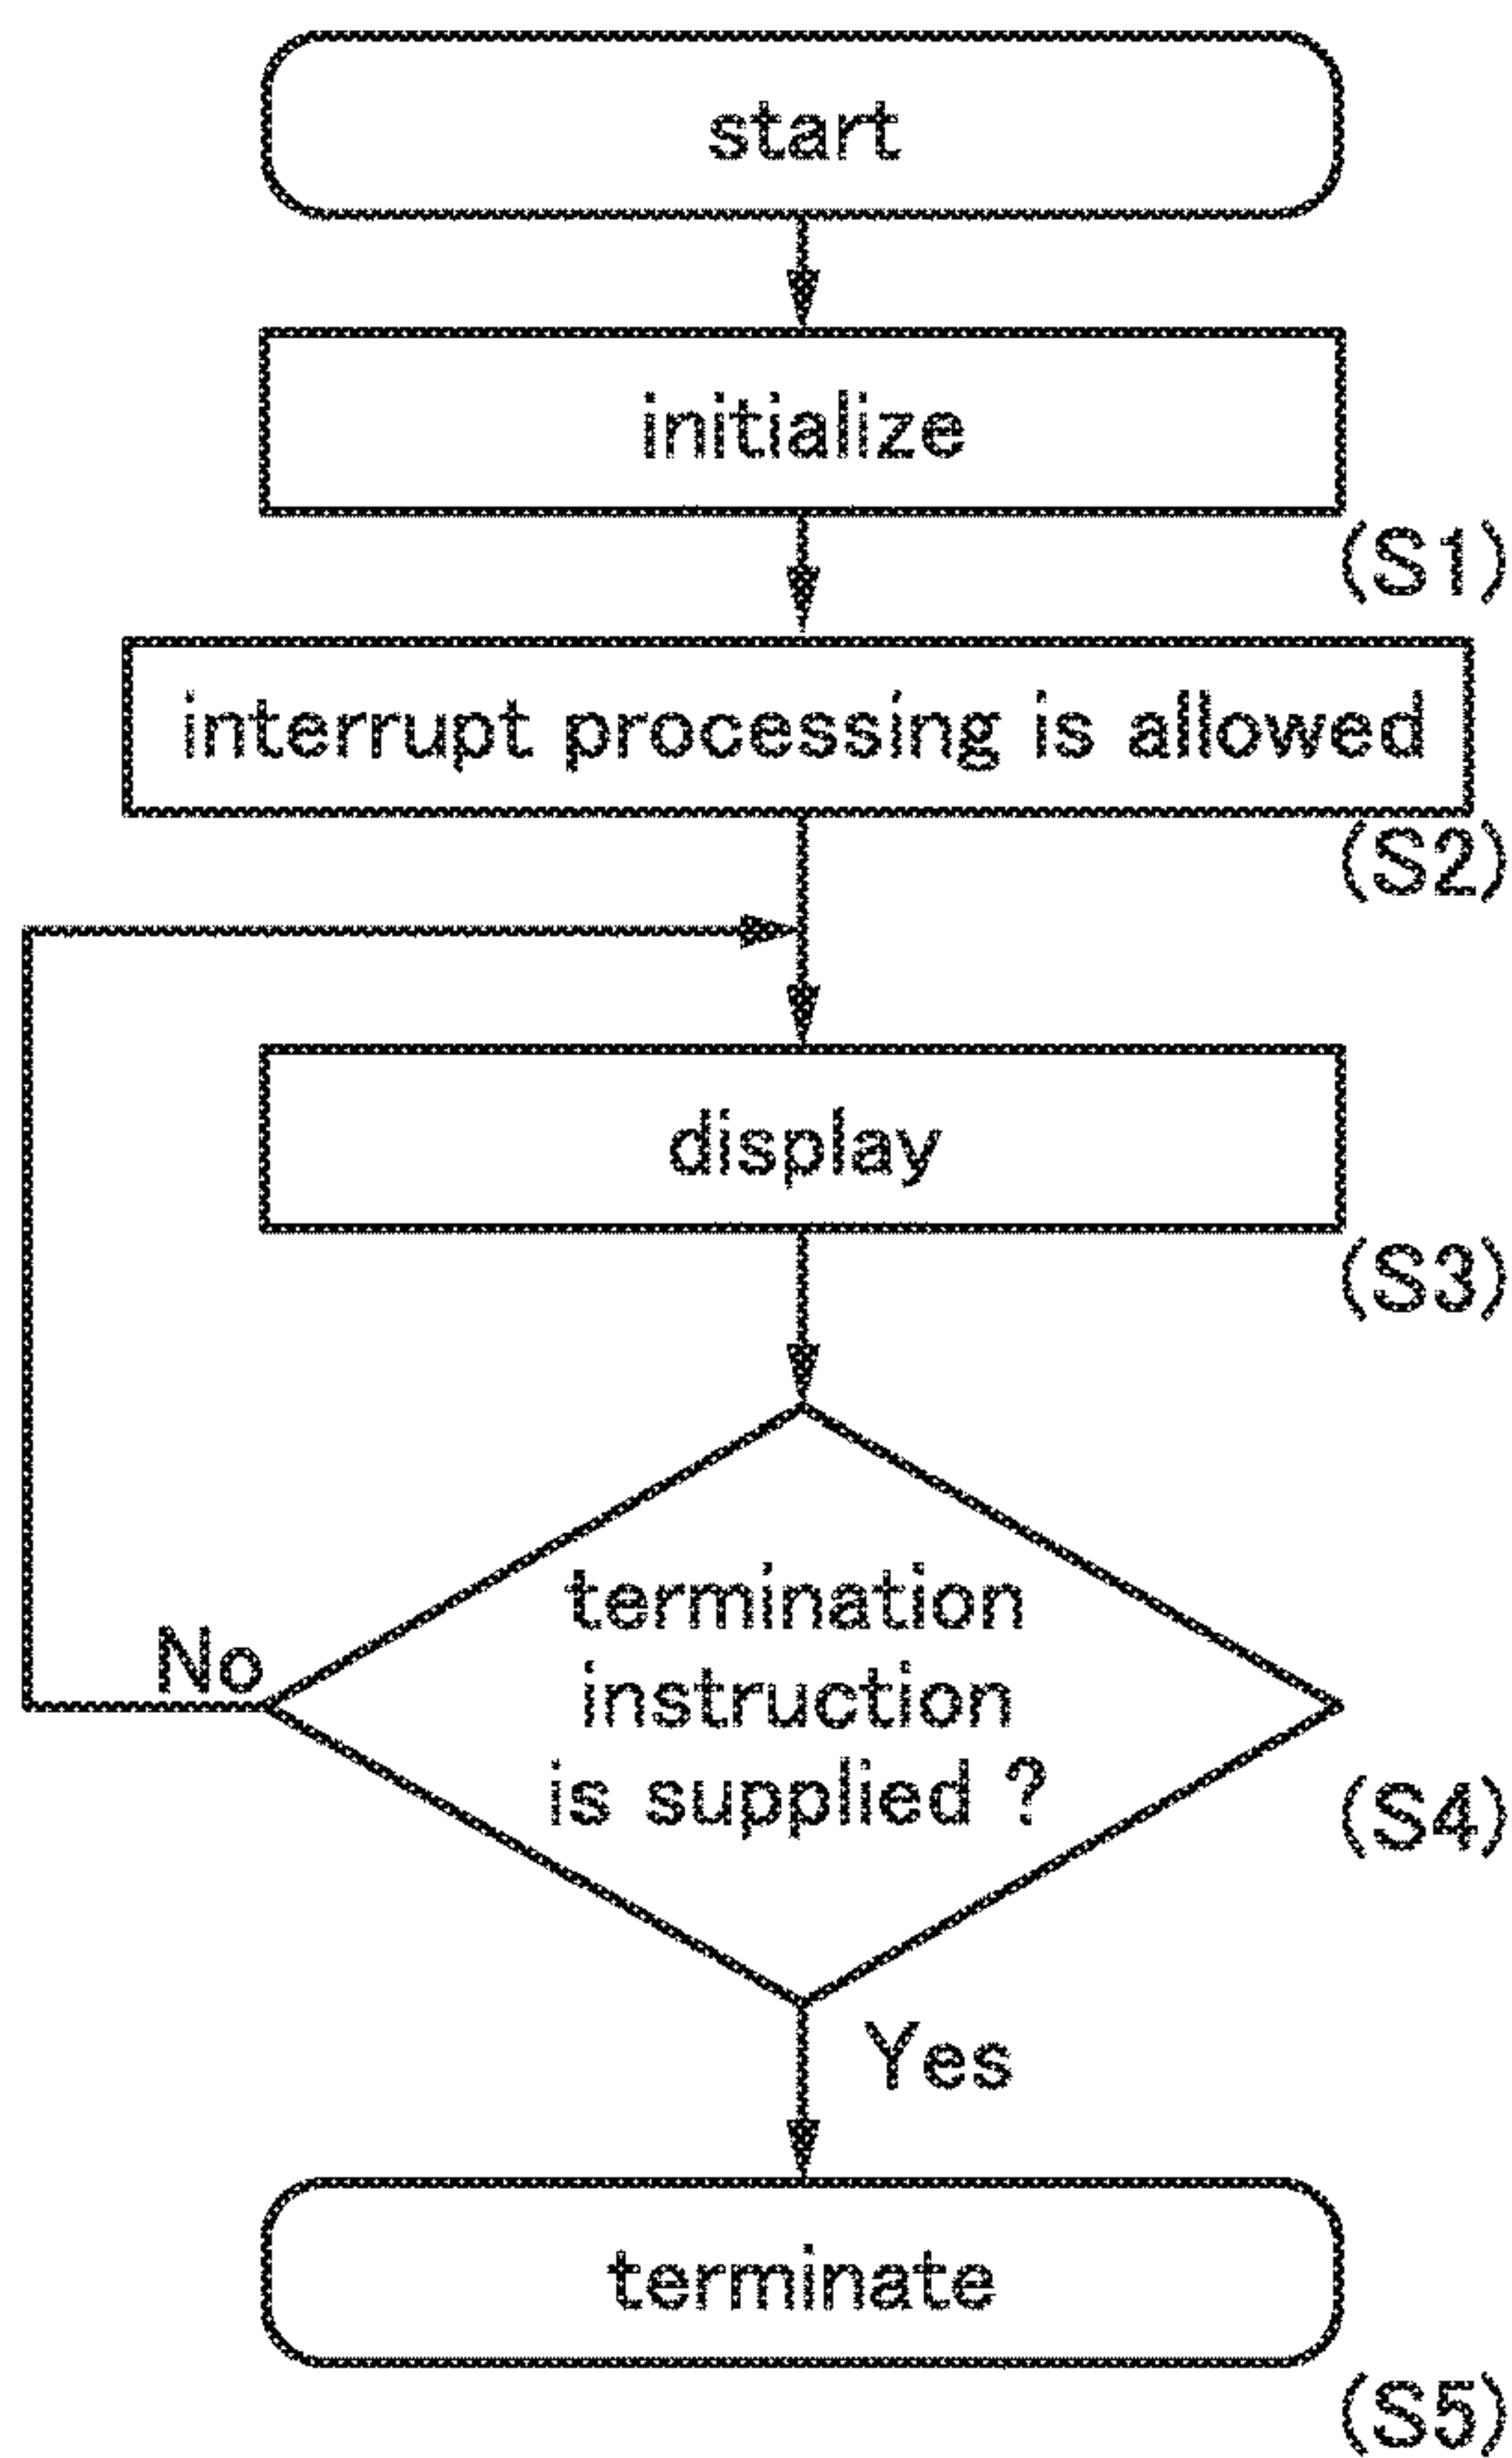 start
initialize
(S1)
interrupt processing is allowed
(S2)
display
(S3)
termination
instruction
is supplied ?
No
(S4)
Yes
terminate
(S5)